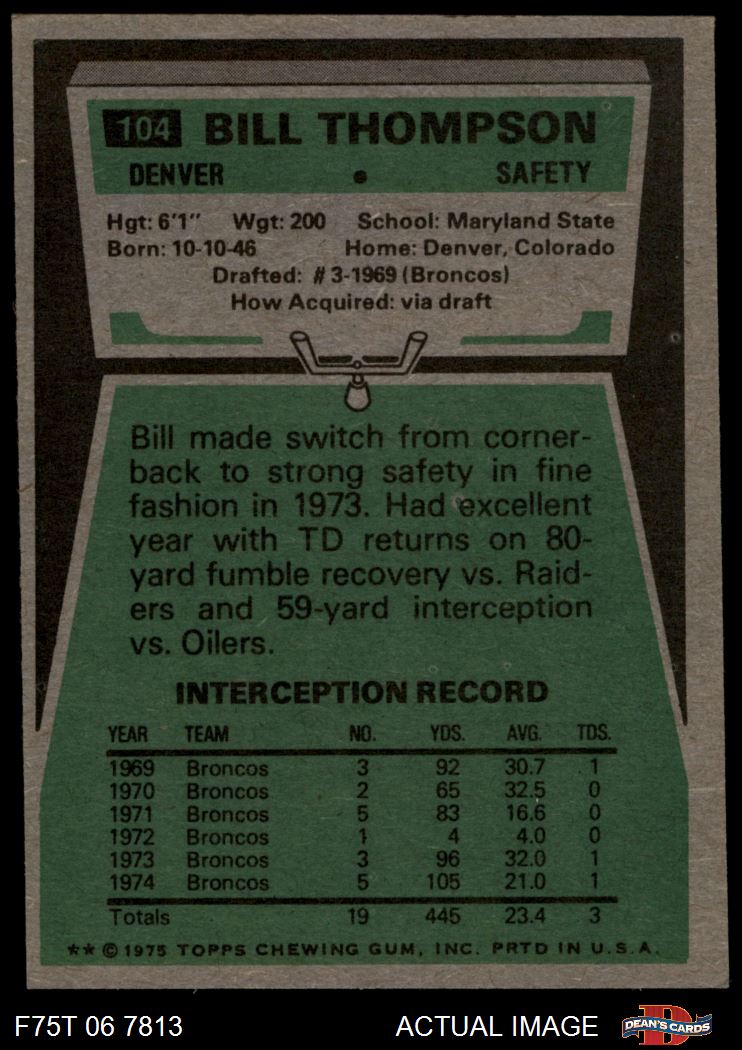 104 BILL THOMPSON
DENVER • SAFETY
Hgt: 6'1" Wgt: 200 School: Maryland State
Born: 10-10-46 Home: Denver, Colorado
Drafted: #3-1969 (Broncos)
How Acquired: via draft
Bill made switch from corner-
back to strong safety in fine
fashion in 1973. Had excellent
year with TD returns on 80-
yard fumble recovery vs. Raid-
ers and 59-yard interception
vs. Oilers.
INTERCEPTION RECORD
YEAR TEAM NO. YDS. AVG. TDS.
1969 Broncos 3 92 30.7 1
1970 Broncos 2 65 32.5 0
1971 Broncos 5 83 16.6 0
1972 Broncos 1 4 4.0 0
1973 Broncos 3 96 32.0 1
1974 Broncos 5 105 21.0 1
Totals 19 445 23.4 3
** © 1975 TOPPS CHEWING GUM, INC. PRTD IN U.S.A.
F75T 06 7813 ACTUAL IMAGE DEAN'S CARDS